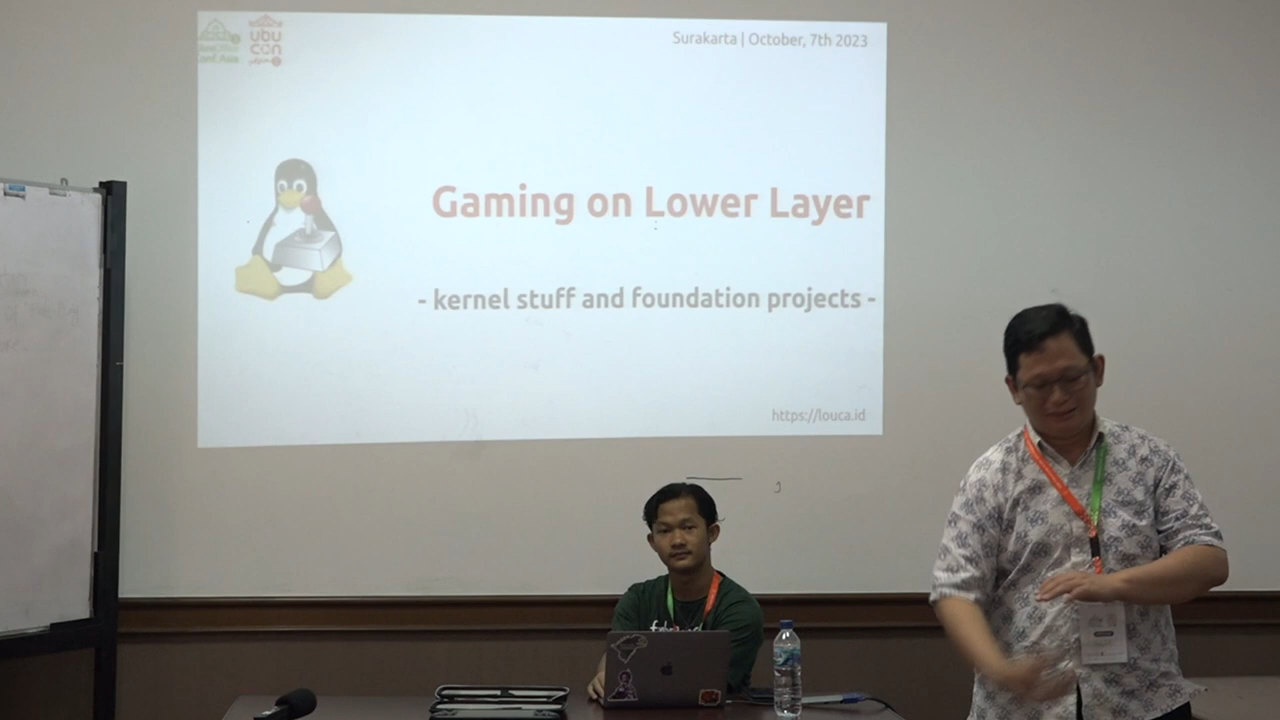 ubu
con
Surakarta | October, 7th 2023
Gaming on Lower Layer
- kernel stuff and foundation projects -
https://louca.id